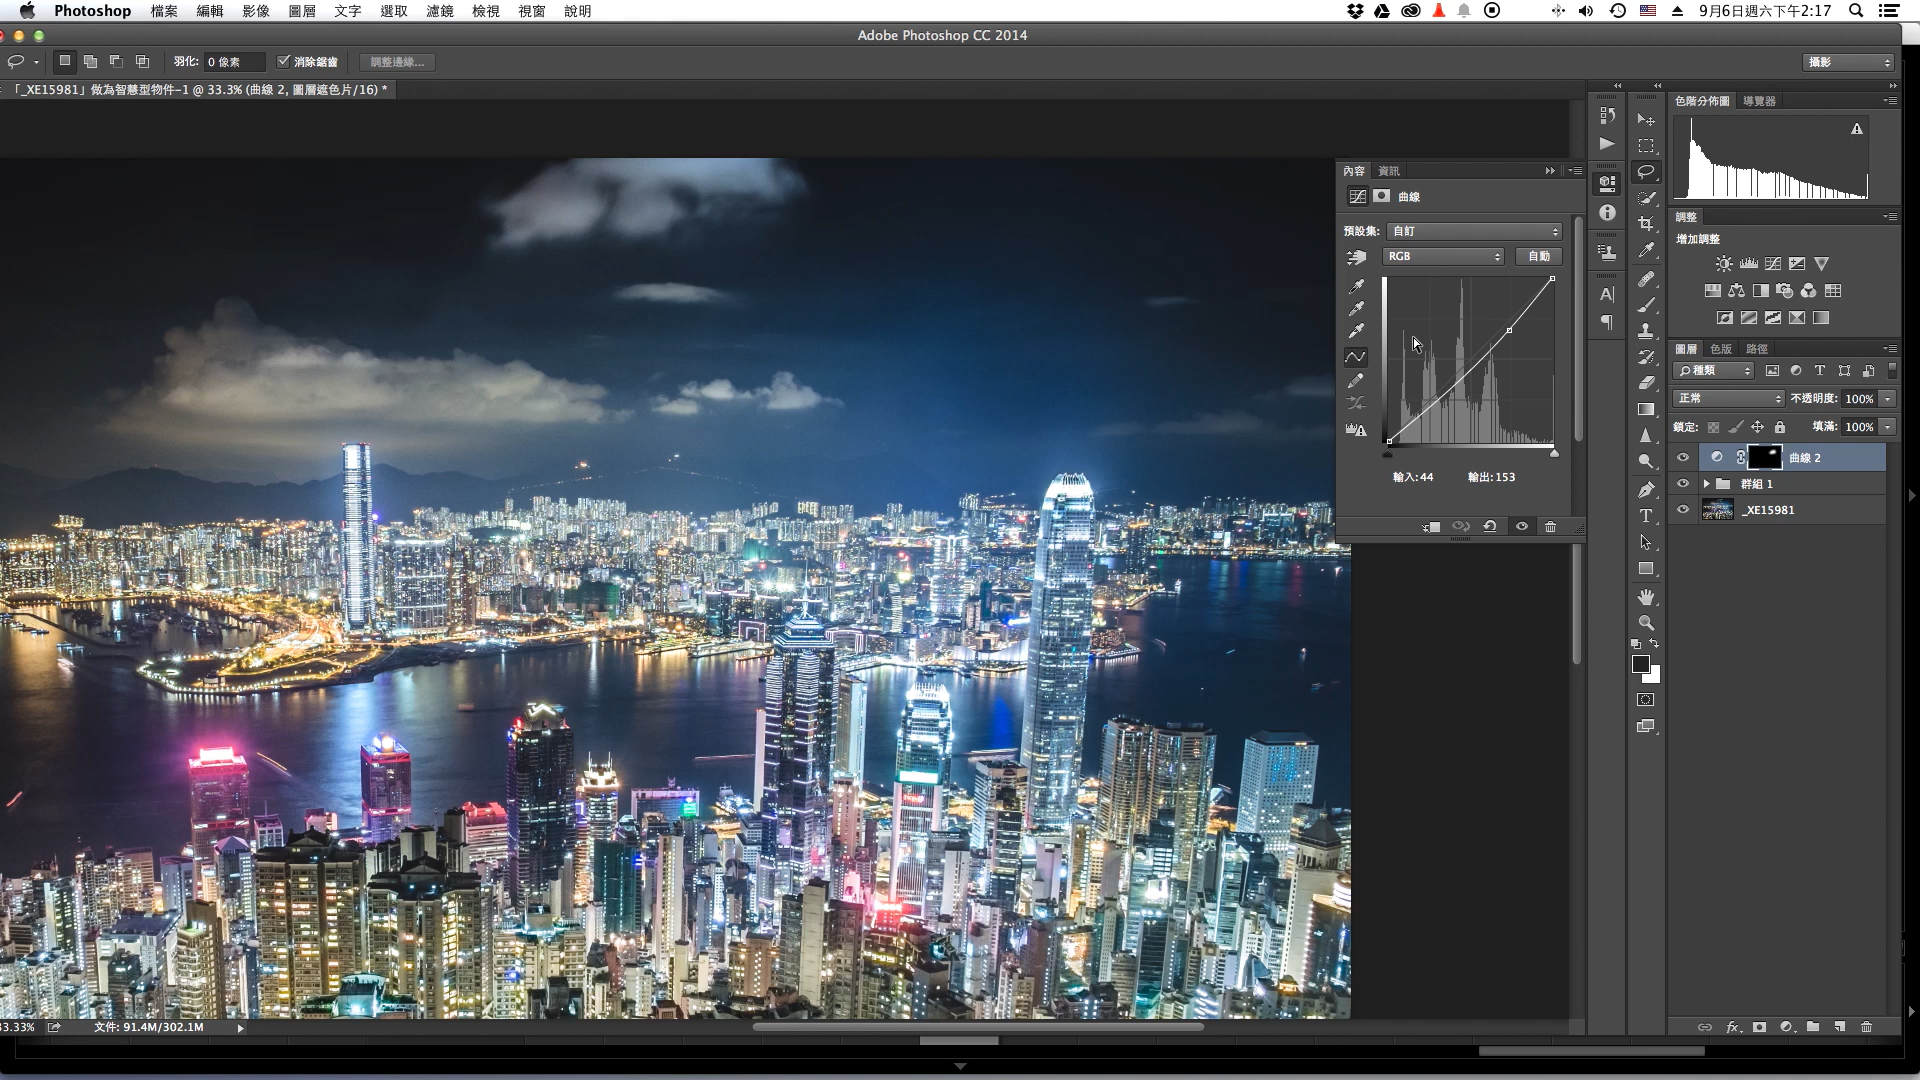 Photoshop 檔案 編輯 影像 圖層 文字 選取 濾鏡 檢視 視窗 說明 9月6日週六下午2:17
Adobe Photoshop CC 2014
羽化: 0 像素 消除鋸齒 調整邊緣... 攝影
「_XE15981」做為智慧型物件-1 @ 33.3% (曲線 2, 圖層遮色片/16) *
色階分佈圖 導覽器
內容 資訊
曲線
預設集: 自訂
RGB 自動
輸入: 44 輸出: 153
調整
增加調整
圖層 色版 路徑
種類
正常 不透明度: 100%
鎖定: 填滿: 100%
曲線 2
群組 1
_XE15981
33.33% 文件: 91.4M/302.1M